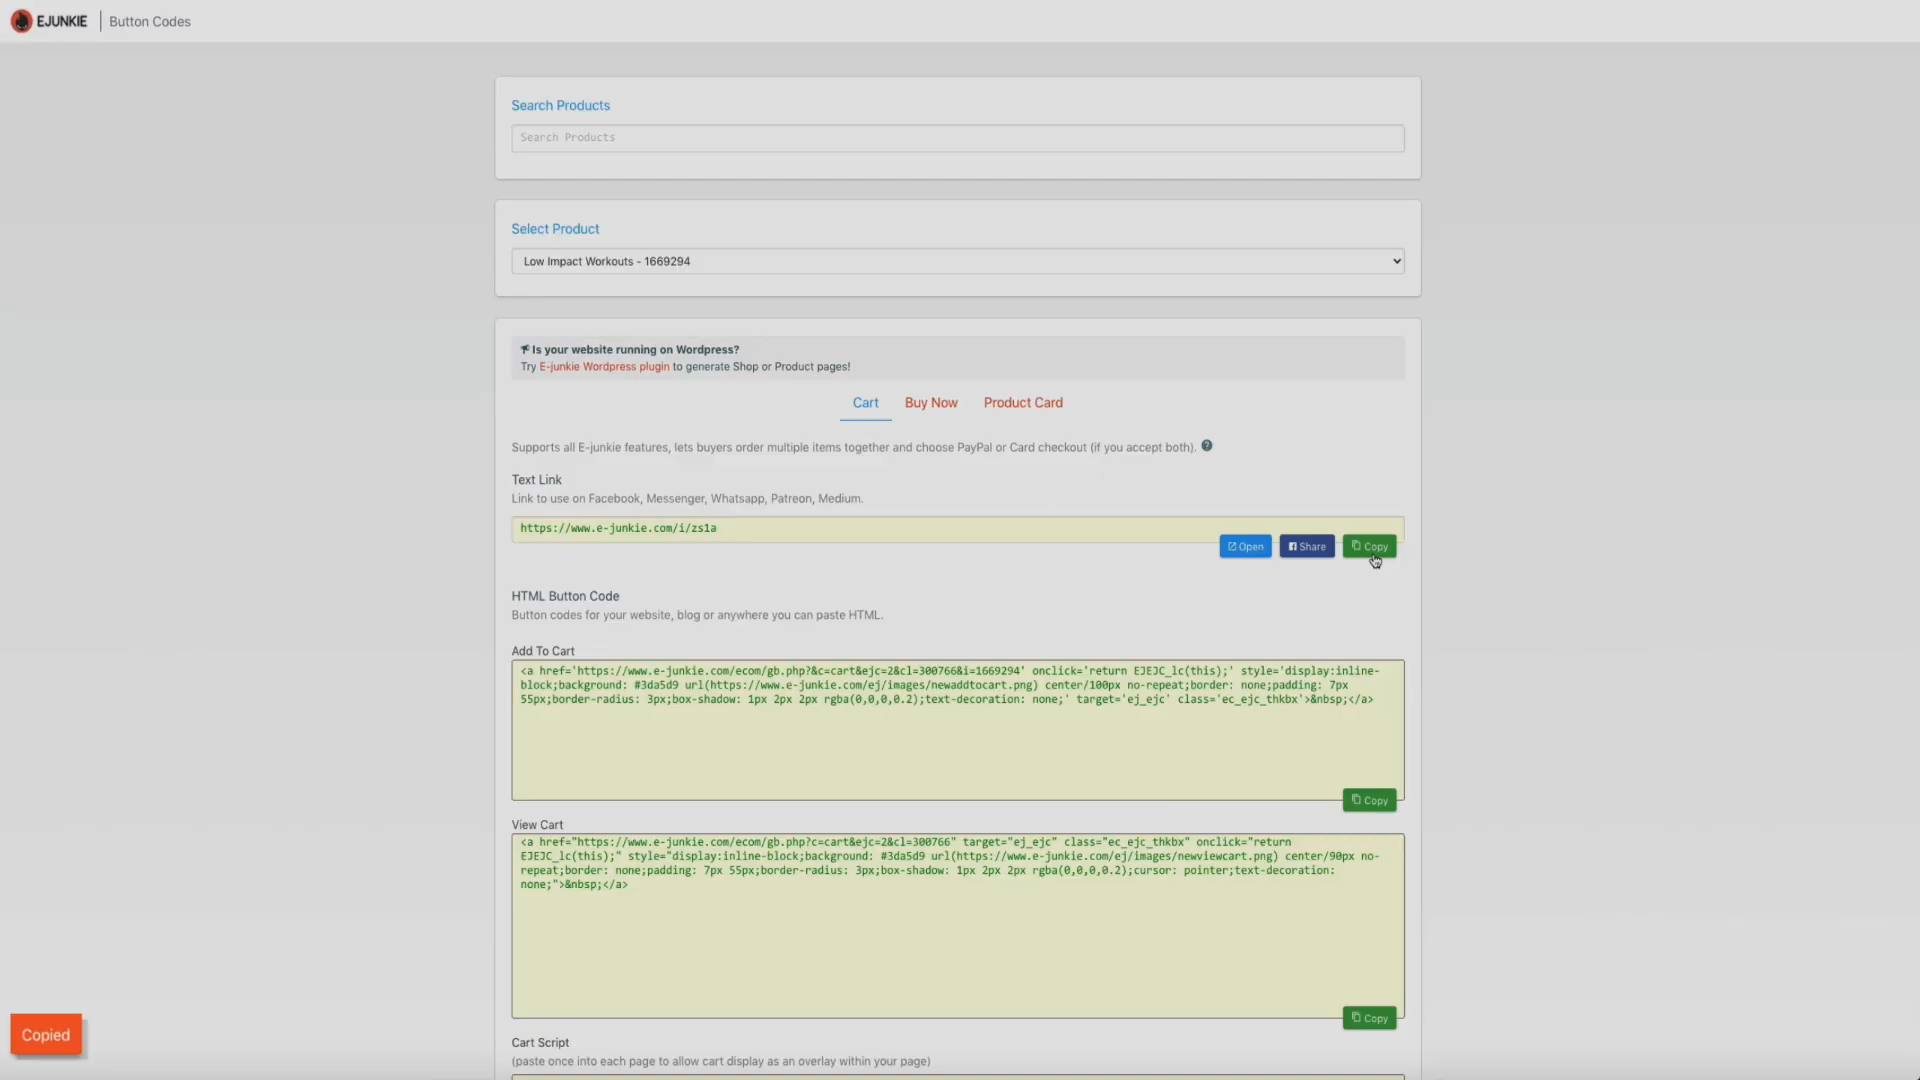 EJUNKIE
Button Codes
Search Products
Search Products
Select Product
Low Impact Workouts - 1669294
Is your website running on Wordpress?
Try E-junkie Wordpress plugin to generate Shop or Product pages!
Cart
Buy Now
Product Card
Supports all E-junkie features, lets buyers order multiple items together and choose PayPal or Card checkout (if you accept both). ?
Text Link
Link to use on Facebook, Messenger, Whatsapp, Patreon, Medium.
https://www.e-junkie.com/i/zs1a
Open
Share
Copy
HTML Button Code
Button codes for your website, blog or anywhere you can paste HTML.
Add To Cart
<a href='https://www.e-junkie.com/ecom/gb.php?&c=cart&ejc=2&cl=300766&i=1669294' onclick='return EJEJC_lc(this);' style='display:inline-
block;background: #3da5d9 url(https://www.e-junkie.com/ej/images/newaddtocart.png) center/100px no-repeat;border: none;padding: 7px
55px;border-radius: 3px;box-shadow: 1px 2px 2px rgba(0,0,0,0.2);text-decoration: none;' target='ej_ejc' class='ec_ejc_thkbx'>&nbsp;</a>
Copy
View Cart
<a href="https://www.e-junkie.com/ecom/gb.php?c=cart&ejc=2&cl=300766" target="ej_ejc" class="ec_ejc_thkbx" onclick="return
EJEJC_lc(this);" style="display:inline-block;background: #3da5d9 url(https://www.e-junkie.com/ej/images/newviewcart.png) center/90px no-
repeat;border: none;padding: 7px 55px;border-radius: 3px;box-shadow: 1px 2px 2px rgba(0,0,0,0.2);cursor: pointer;text-decoration:
none;">&nbsp;</a>
Copy
Copied
Cart Script
(paste once into each page to allow cart display as an overlay within your page)